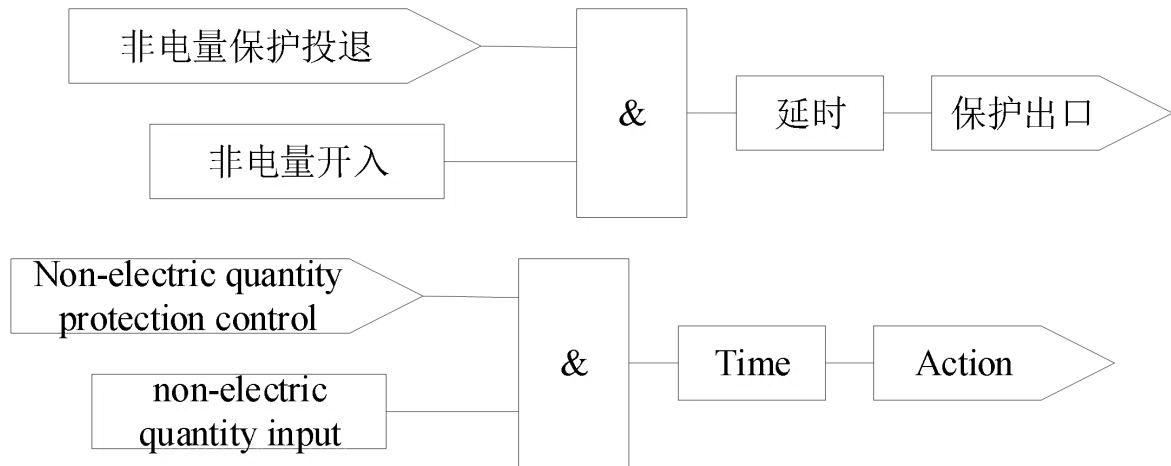 非电量保护投退
非电量开入
&
延时
保护出口
Non-electric quantity
protection control
non-electric
quantity input
&
Time
Action